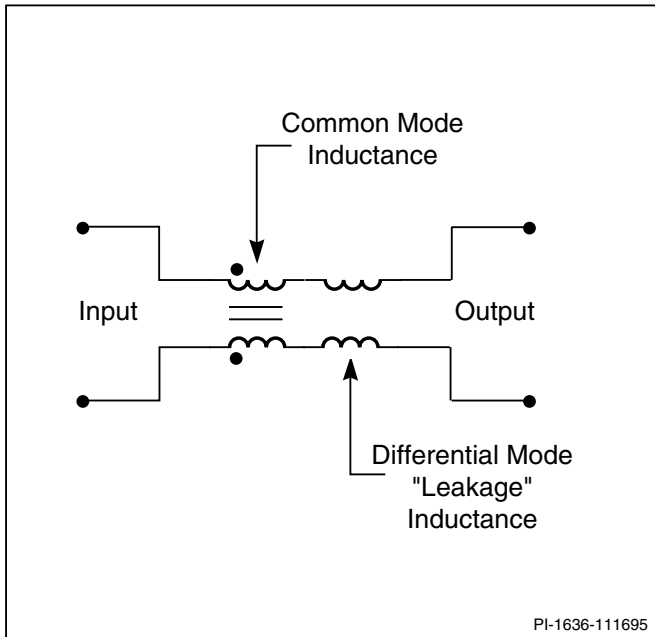 Common Mode
Inductance
Input
Output
Differential Mode
"Leakage"
Inductance
PI-1636-111695